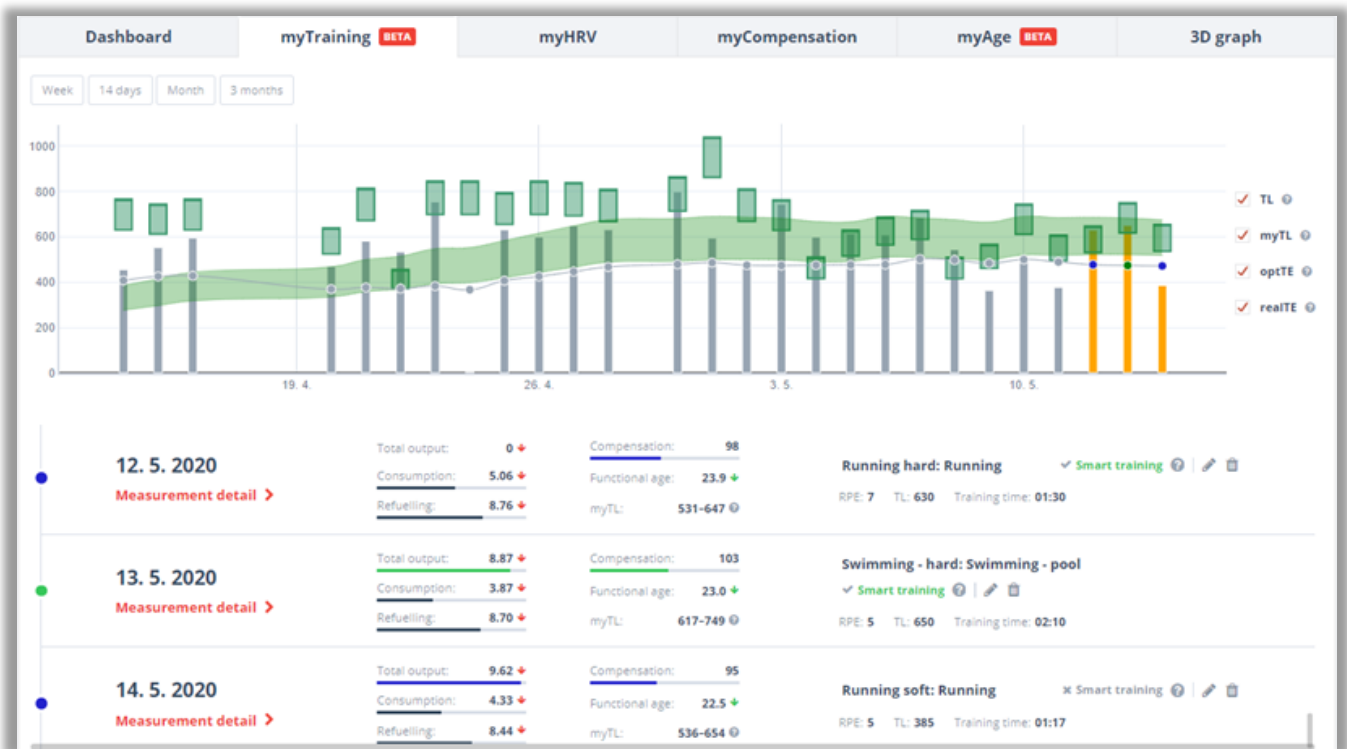 Dashboard myTraining BETA myHRV myCompensation myAge BETA 3D graph
Week 14 days Month 3 months
1000
800
600
400
200
0
19. 4. 26. 4. 3. 5. 10. 5.
TL
myTL
optTE
realTE
12. 5. 2020
Measurement detail
Total output: 0
Consumption: 5.06
Refuelling: 8.76
Compensation: 98
Functional age: 23.9
myTL: 531-647
Running hard: Running Smart training
RPE: 7 TL: 630 Training time: 01:30
13. 5. 2020
Measurement detail
Total output: 8.87
Consumption: 3.87
Refuelling: 8.70
Compensation: 103
Functional age: 23.0
myTL: 617-749
Swimming - hard: Swimming - pool
Smart training
RPE: 5 TL: 650 Training time: 02:10
14. 5. 2020
Measurement detail
Total output: 9.62
Consumption: 4.33
Refuelling: 8.44
Compensation: 95
Functional age: 22.5
myTL: 536-654
Running soft: Running Smart training
RPE: 5 TL: 385 Training time: 01:17